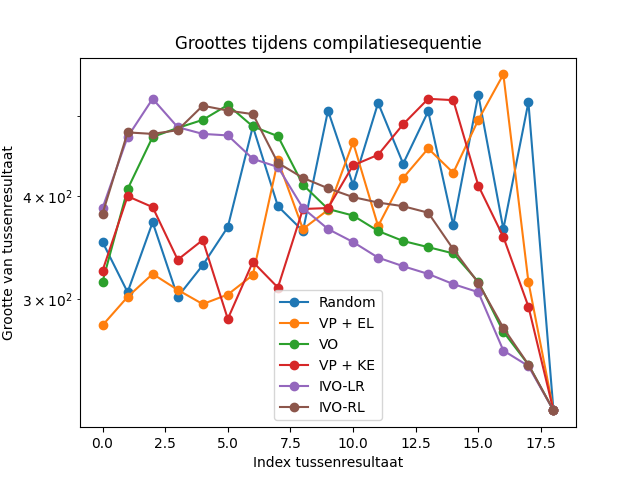 Groottes tijdens compilatiesequentie
Grootte van tussenresultaat
4 × 10²
3 × 10²
Random
VP + EL
VO
VP + KE
IVO-LR
IVO-RL
0.0 2.5 5.0 7.5 10.0 12.5 15.0 17.5
Index tussenresultaat